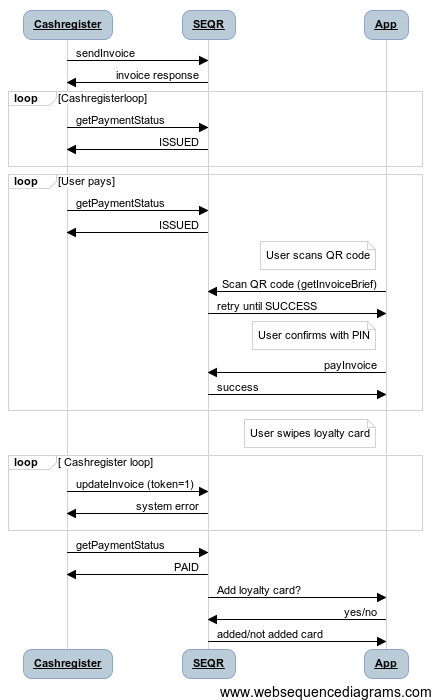 Cashregister SEQR App
sendInvoice
invoice response
loop [Cashregisterloop]
getPaymentStatus
ISSUED
loop [User pays]
getPaymentStatus
ISSUED
User scans QR code
Scan QR code (getInvoiceBrief)
retry until SUCCESS
User confirms with PIN
payInvoice
success
User swipes loyalty card
loop [ Cashregister loop]
updateInvoice (token=1)
system error
getPaymentStatus
PAID
Add loyalty card?
yes/no
added/not added card
Cashregister SEQR App
www.websequencediagrams.com